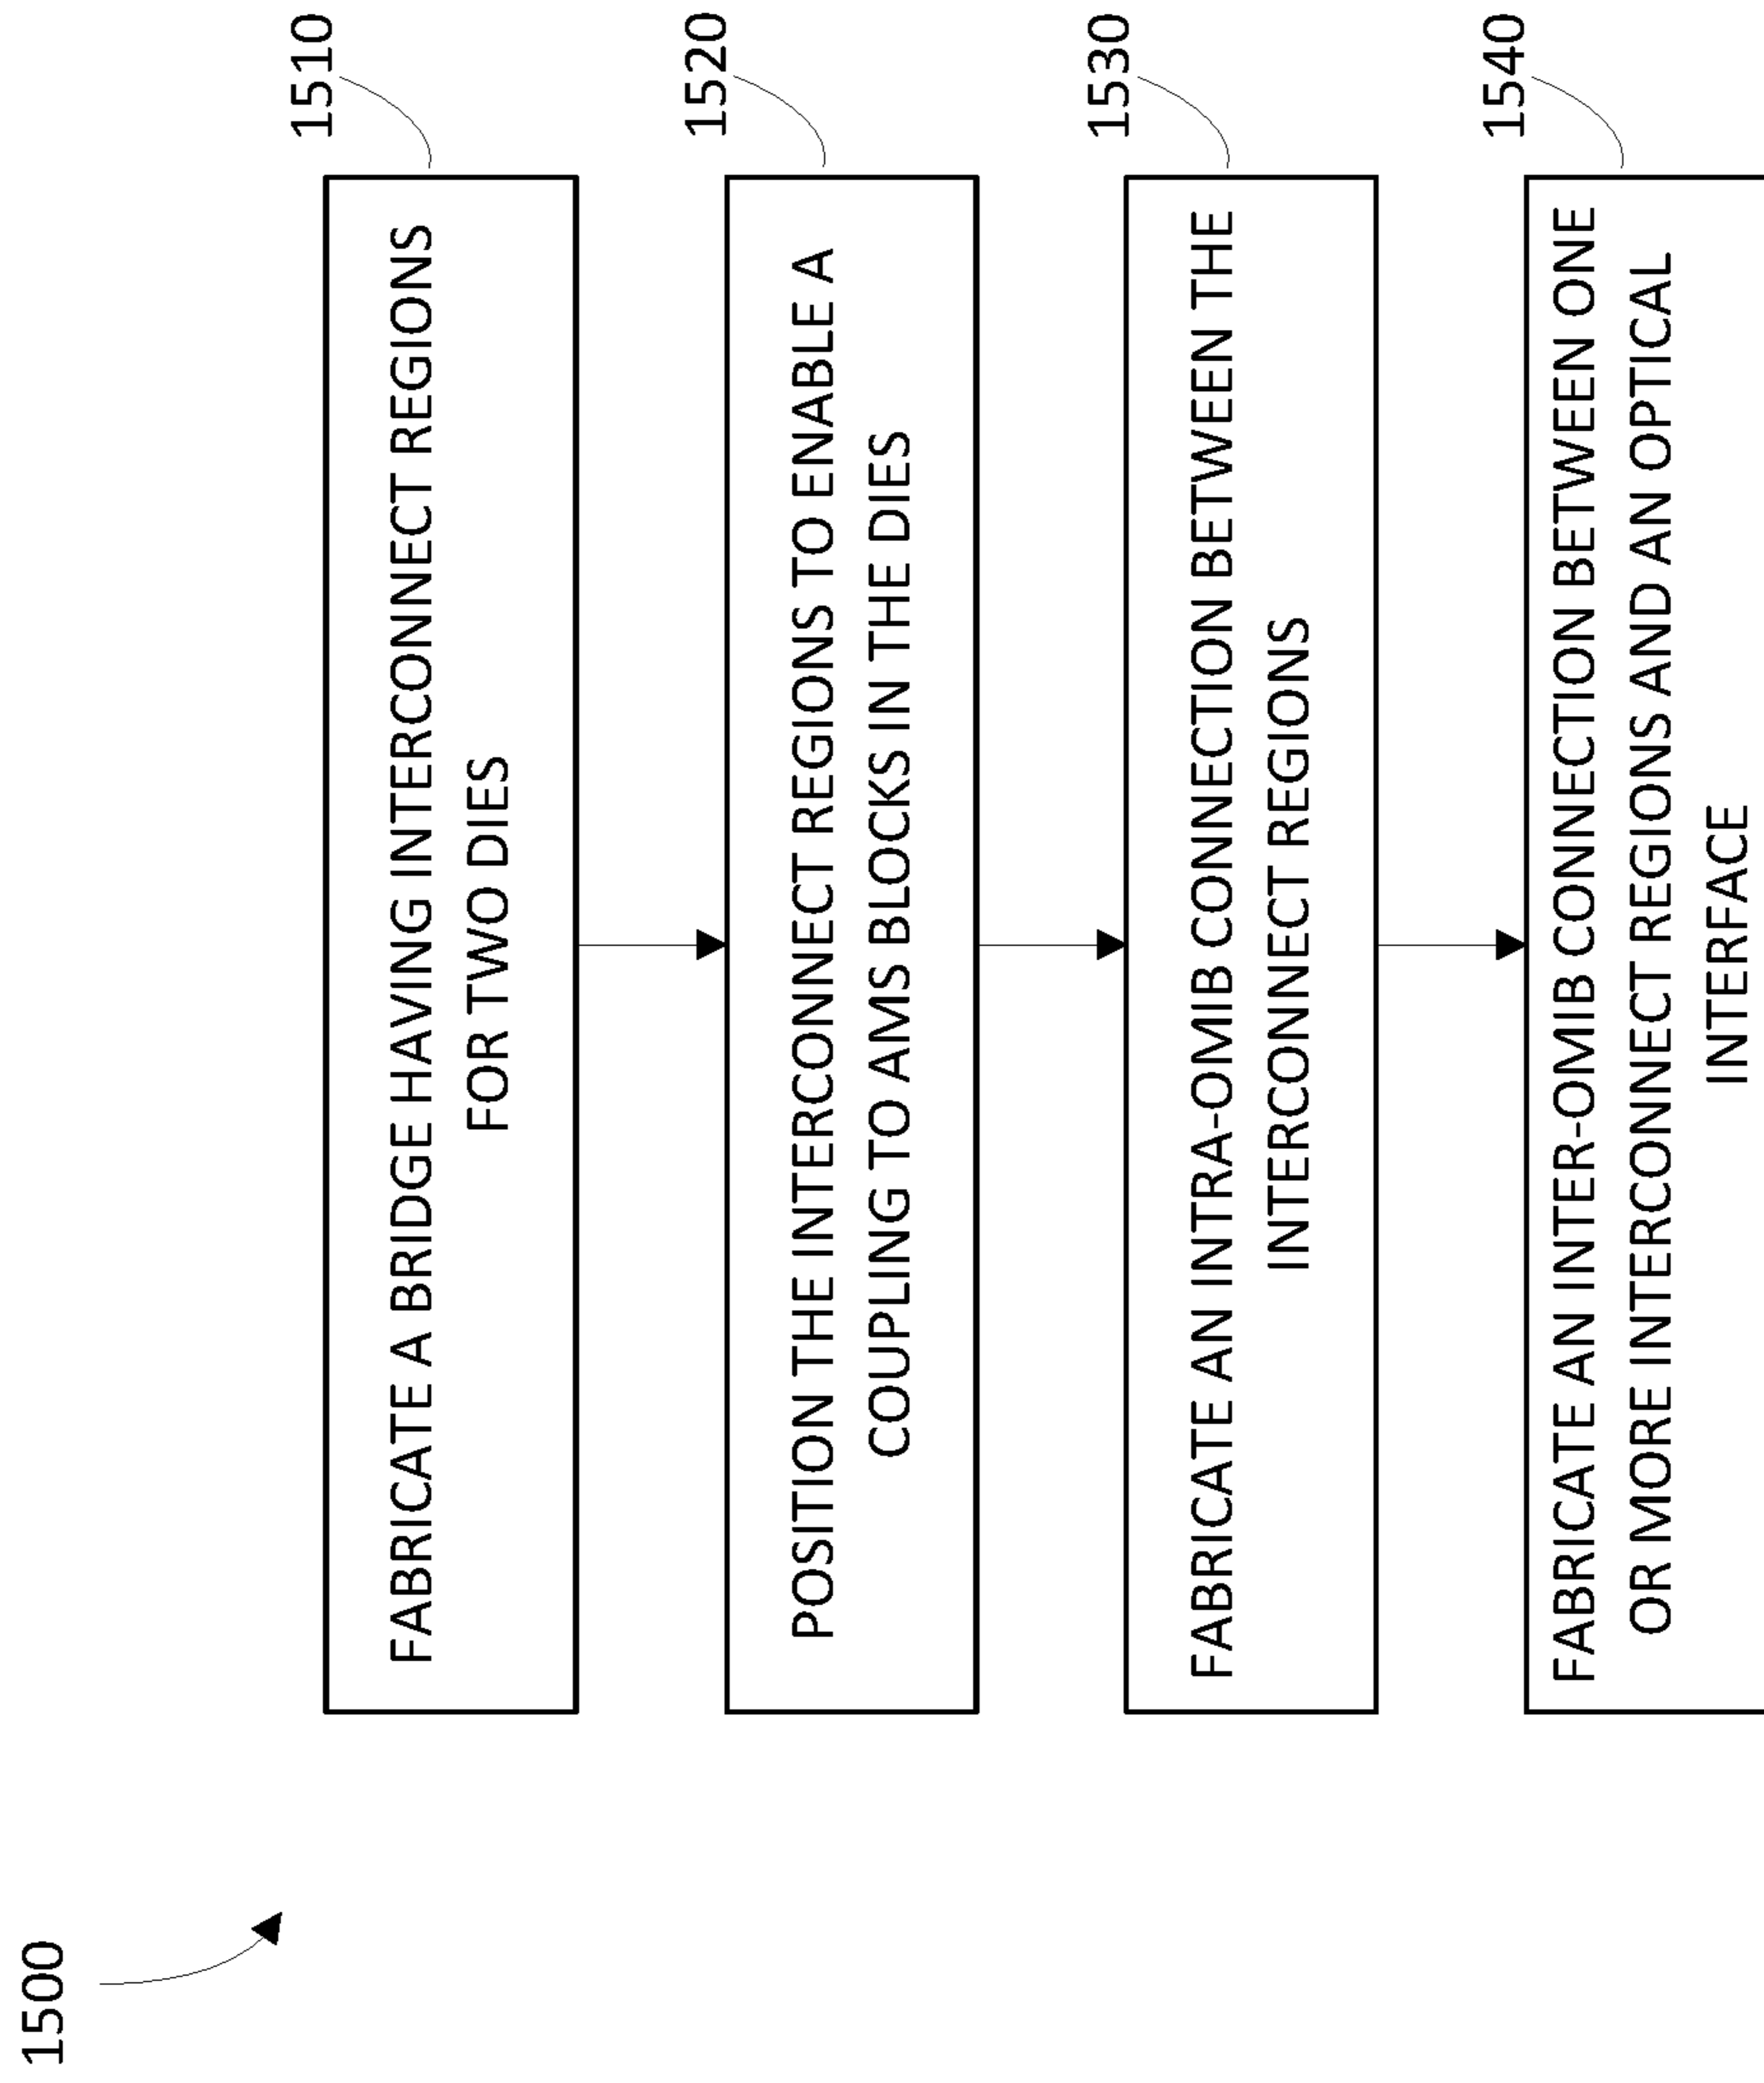 1500
1510
FABRICATE A BRIDGE HAVING INTERCONNECT REGIONS
FOR TWO DIES
1520
POSITION THE INTERCONNECT REGIONS TO ENABLE A
COUPLING TO AMS BLOCKS IN THE DIES
1530
FABRICATE AN INTRA-OMIB CONNECTION BETWEEN THE
INTERCONNECT REGIONS
1540
FABRICATE AN INTER-OMIB CONNECTION BETWEEN ONE
OR MORE INTERCONNECT REGIONS AND AN OPTICAL
INTERFACE